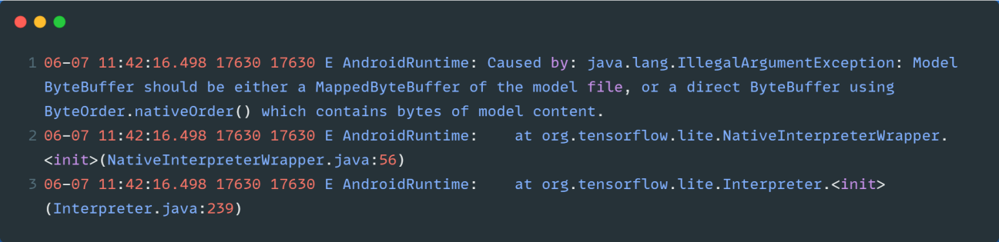 1 06-07 11:42:16.498 17630 17630 E AndroidRuntime: Caused by: java.lang.IllegalArgumentException: Model
ByteBuffer should be either a MappedByteBuffer of the model file, or a direct ByteBuffer using
ByteOrder.nativeOrder() which contains bytes of model content.
2 06-07 11:42:16.498 17630 17630 E AndroidRuntime:    at org.tensorflow.lite.NativeInterpreterWrapper.
<init>(NativeInterpreterWrapper.java:56)
3 06-07 11:42:16.498 17630 17630 E AndroidRuntime:    at org.tensorflow.lite.Interpreter.<init>
(Interpreter.java:239)